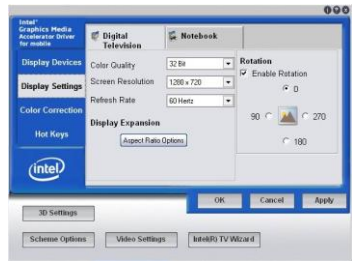 Intel®
Graphics Media
Accelerator Driver
for mobile
Digital
Television
Notebook
Display Devices
Display Settings
Color Correction
Hot Keys
intel
Color Quality
32 Bit
Screen Resolution
1280 x 720
Refresh Rate
60 Hertz
Display Expansion
Aspect Ratio Options
Rotation
Enable Rotation
0
90
270
180
OK
Cancel
Apply
3D Settings
Scheme Options
Video Settings
Intel(R) TV Wizard